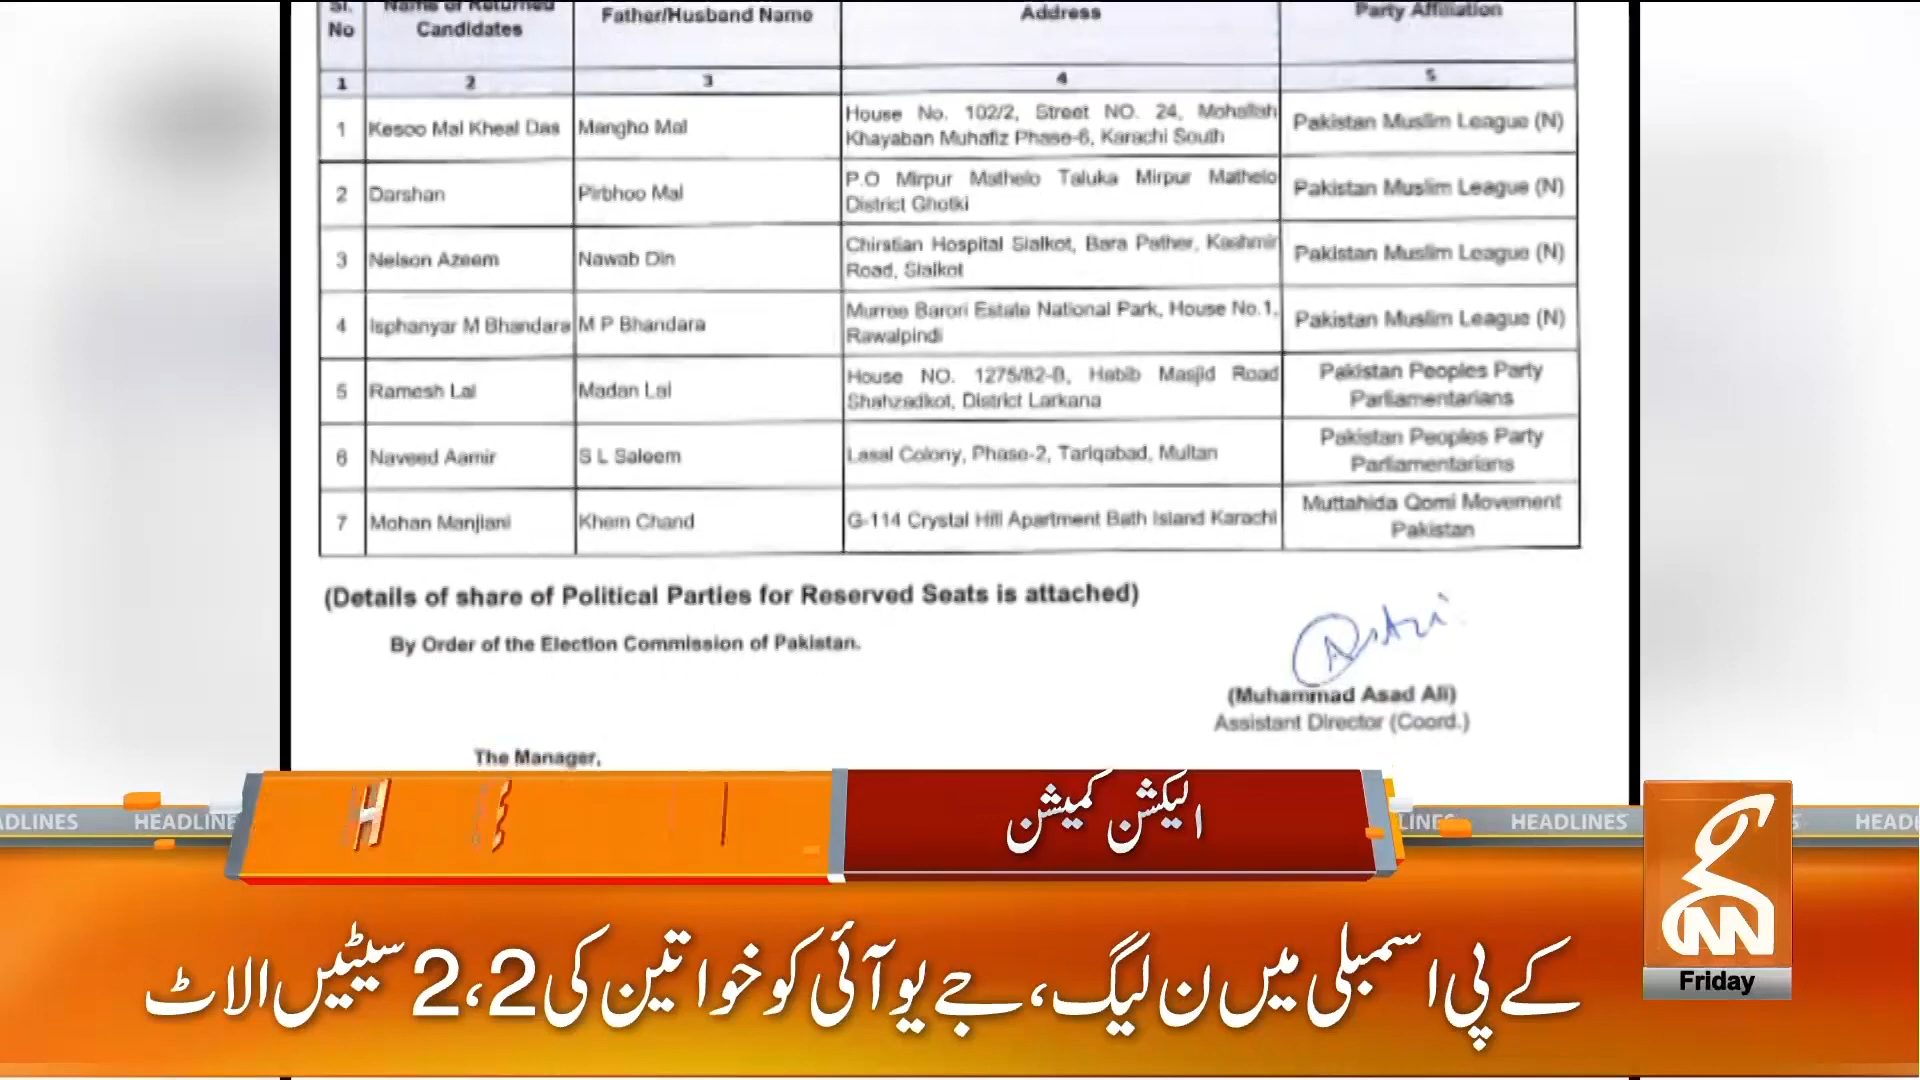 Sl. No | Name of Returned Candidates | Father/Husband Name | Address | Party Affiliation
1 | 2 | 3 | 4 | 5
1 | Kesoo Mal Kheal Das | Mangho Mal | House No. 102/2, Street NO. 24, Mohallah Khayaban Muhafiz Phase-6, Karachi South | Pakistan Muslim League (N)
2 | Darshan | Pirbhoo Mal | P.O Mirpur Mathelo Taluka Mirpur Mathelo District Ghotki | Pakistan Muslim League (N)
3 | Nelson Azeem | Nawab Din | Chirstian Hospital Sialkot, Bara Pather, Kashmir Road, Sialkot | Pakistan Muslim League (N)
4 | Isphanyar M Bhandara | M P Bhandara | Murree Barori Estate National Park, House No.1, Rawalpindi | Pakistan Muslim League (N)
5 | Ramesh Lal | Madan Lal | House NO. 1275/82-B, Habib Masjid Road Shahzadkot, District Larkana | Pakistan Peoples Party Parliamentarians
6 | Naveed Aamir | S L Saleem | Lasal Colony, Phase-2, Tariqabad, Multan | Pakistan Peoples Party Parliamentarians
7 | Mohan Manjiani | Khem Chand | G-114 Crystal Hill Apartment Bath Island Karachi | Muttahida Qomi Movement Pakistan
(Details of share of Political Parties for Reserved Seats is attached)
By Order of the Election Commission of Pakistan.
(Muhammad Asad Ali)
Assistant Director (Coord.)
The Manager,
الیکشن کمیشن
HEADLINES HEADLINES
کے پی اسمبلی میں ن لیگ، جے یو آئی کو خواتین کی 2،2 سیٹیں الاٹ
GNN
Friday